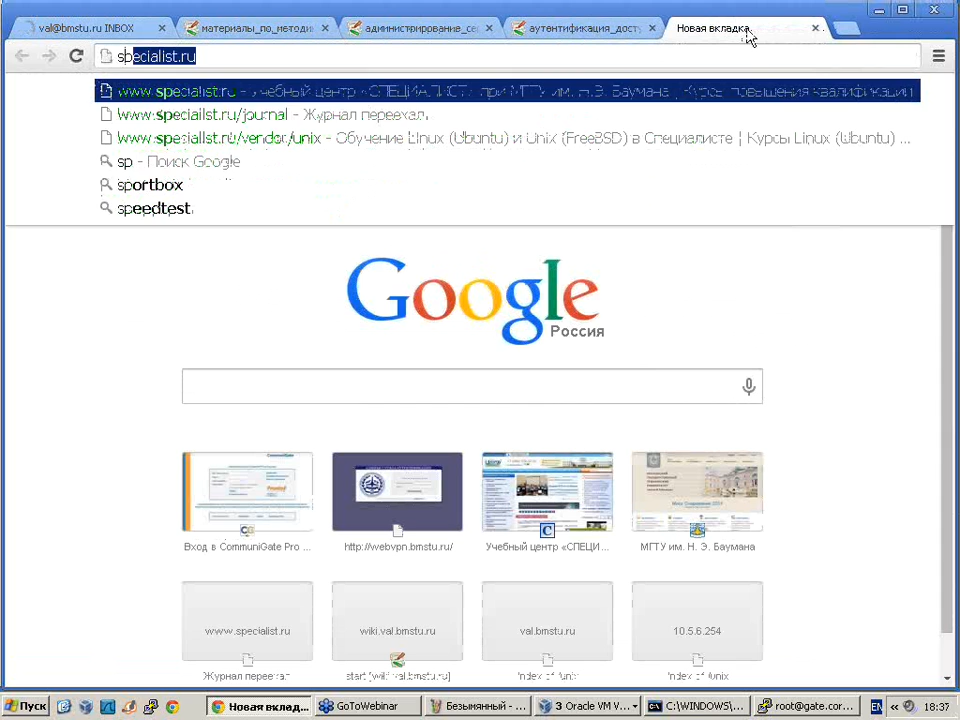 val@bmstu.ru INBOX
материалы_по_методи
администрирование_се
аутентификация_дост
Новая вкладка
specialist.ru
www.specialist.ru - Учебный центр «СПЕЦИАЛИСТ» при МГТУ им. Н.Э. Баумана | Курсы повышения квалификации
www.specialist.ru/journal - Журнал переехал.
www.specialist.ru/vendor/unix - Обучение Linux (Ubuntu) и Unix (FreeBSD) в Специалисте | Курсы Linux (Ubuntu) ...
sp - Поиск Google
sportbox
speedtest
Google
Россия
Вход в CommuniGate Pro ...
http://webvpn.bmstu.ru/
Учебный центр «СПЕЦИ...
МГТУ им. Н. Э. Баумана
www.specialist.ru
wiki.val.bmstu.ru
val.bmstu.ru
10.5.6.254
Журнал переехал
start [wiki.val.bmstu.ru]
Index of /unix
Index of /unix
Пуск
Новая вклад...
GoToWebinar
Безымянный - ...
3 Oracle VM V...
C:\WINDOWS\...
root@gate.cor...
EN
18:37